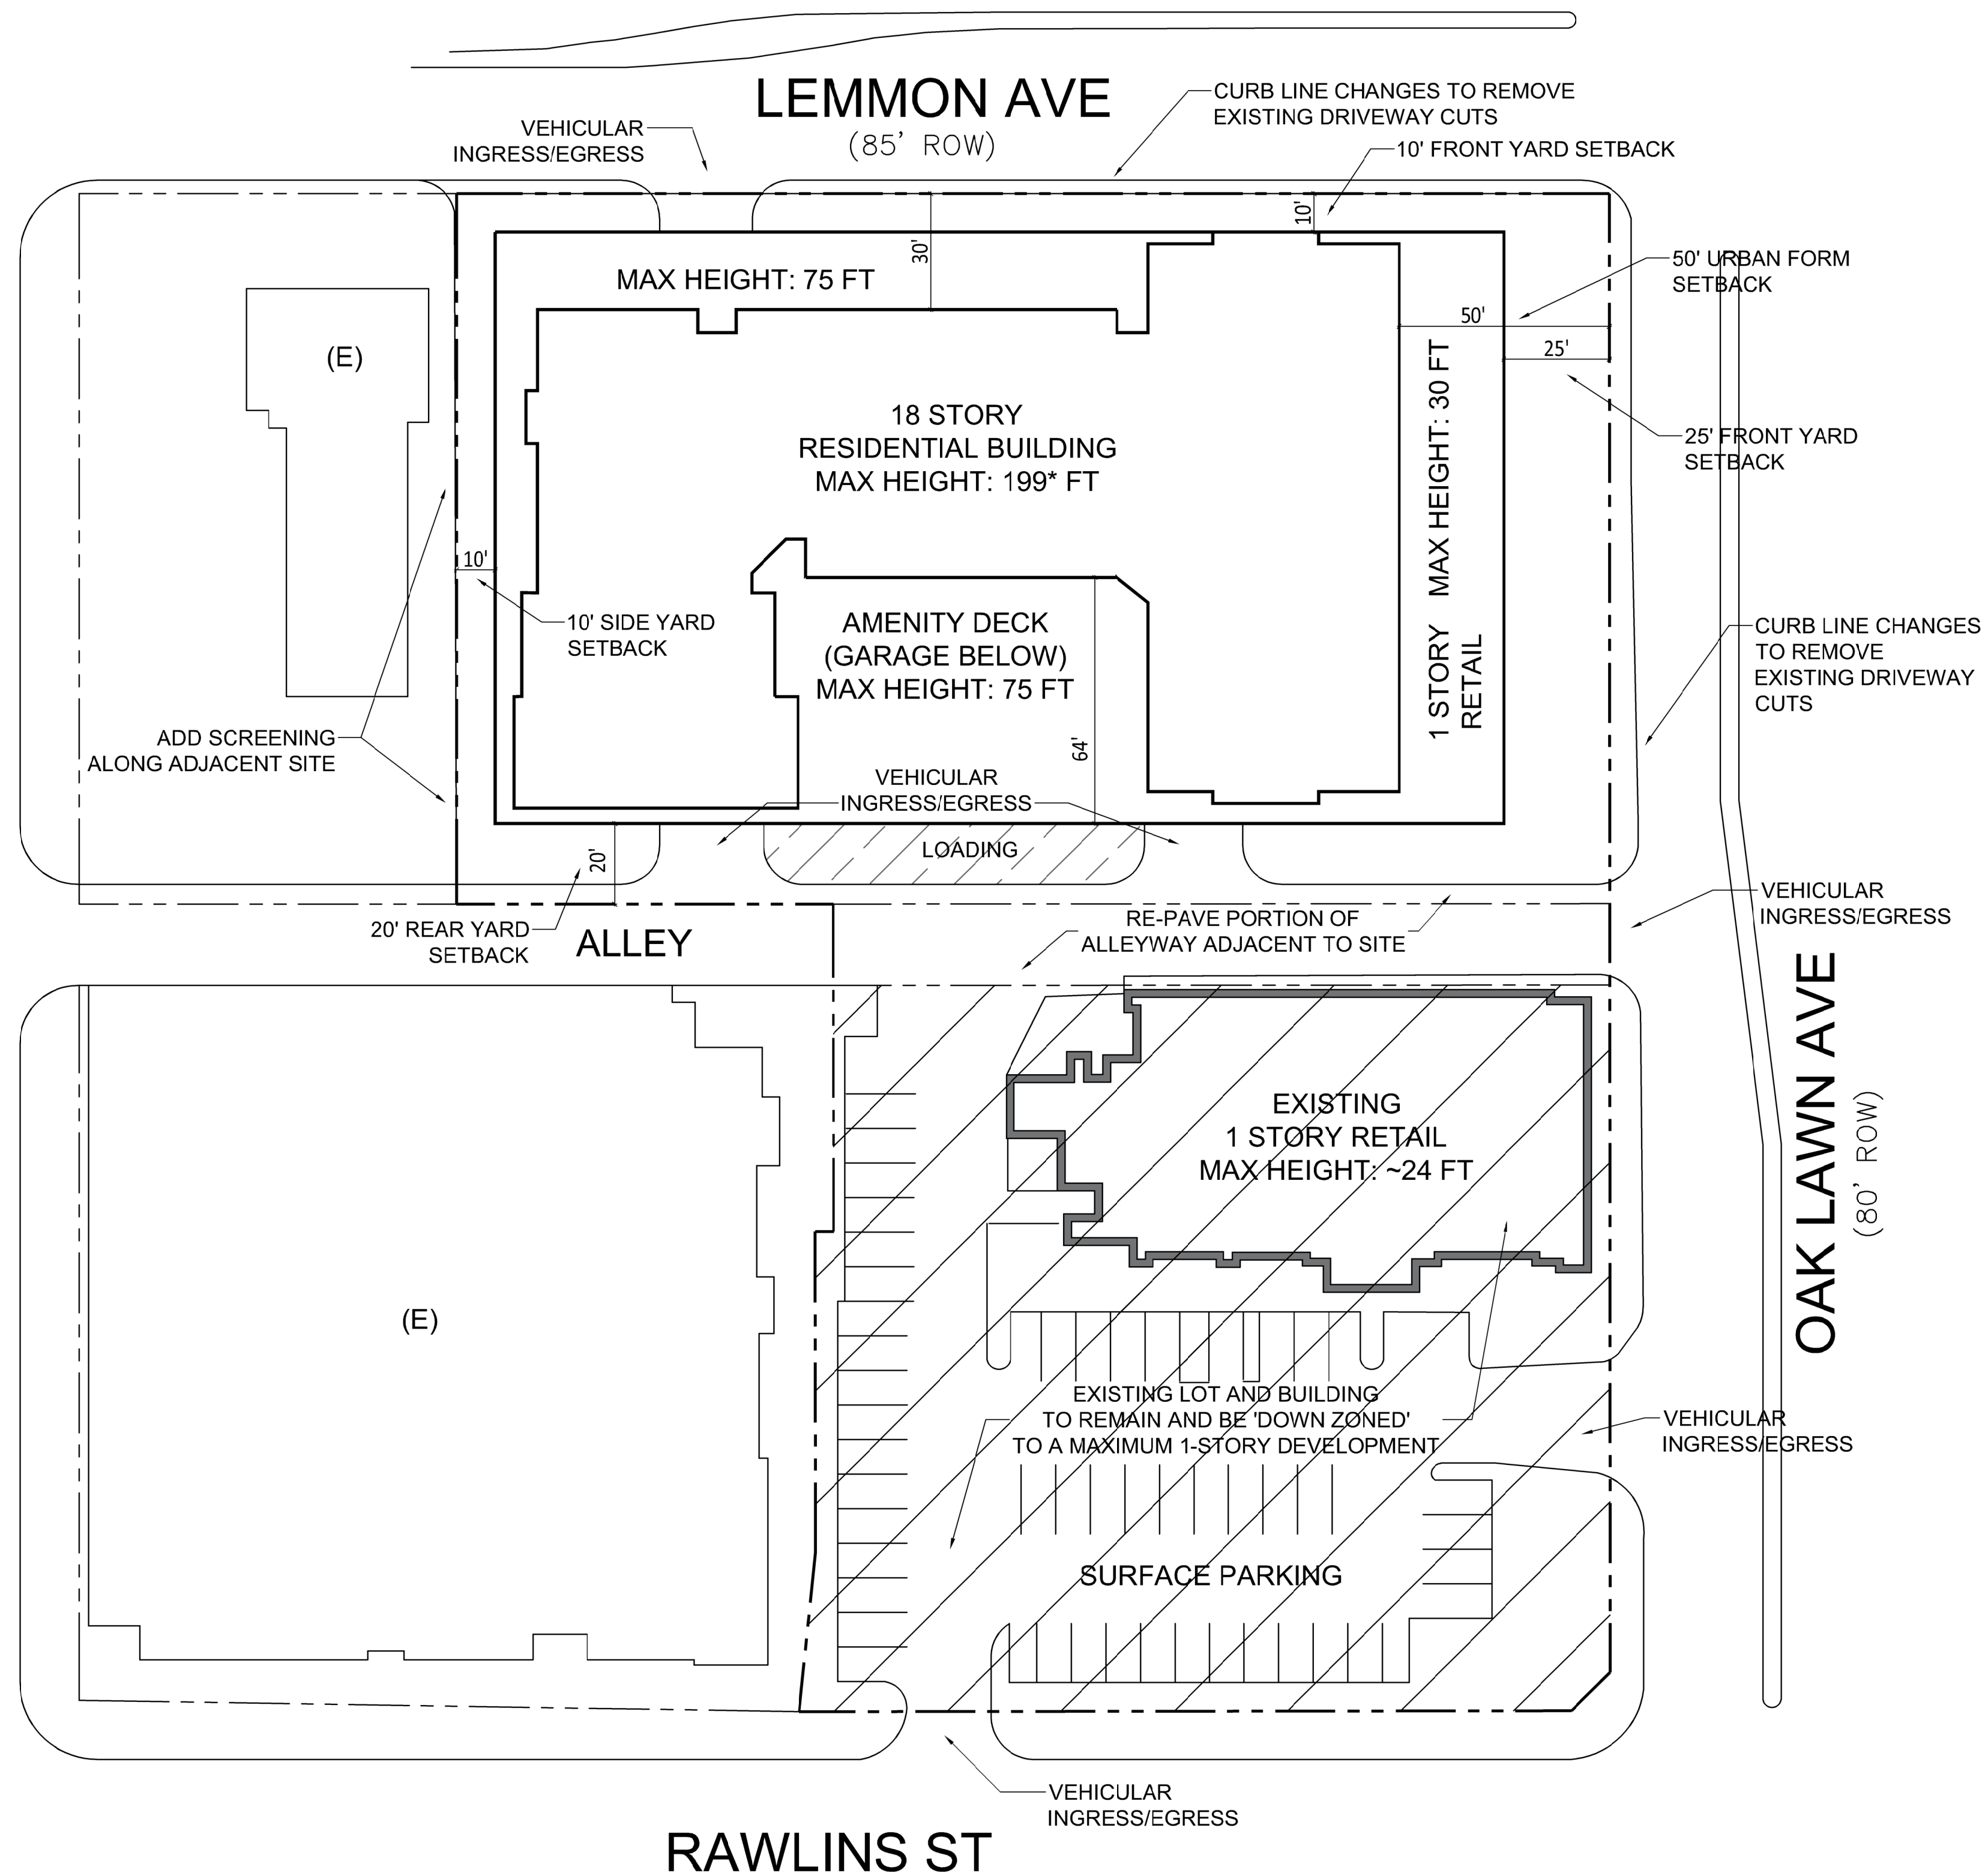 LEMMON AVE
(85' ROW)
CURB LINE CHANGES TO REMOVE
EXISTING DRIVEWAY CUTS
VEHICULAR
INGRESS/EGRESS
10' FRONT YARD SETBACK
10'
30'
MAX HEIGHT: 75 FT
50' URBAN FORM
SETBACK
50'
25'
(E)
18 STORY
RESIDENTIAL BUILDING
MAX HEIGHT: 199* FT
1 STORY MAX HEIGHT: 30 FT
RETAIL
25' FRONT YARD
SETBACK
10'
10' SIDE YARD
SETBACK
AMENITY DECK
(GARAGE BELOW)
MAX HEIGHT: 75 FT
64'
CURB LINE CHANGES
TO REMOVE
EXISTING DRIVEWAY
CUTS
ADD SCREENING
ALONG ADJACENT SITE
VEHICULAR
INGRESS/EGRESS
LOADING
20'
20' REAR YARD
SETBACK
ALLEY
RE-PAVE PORTION OF
ALLEYWAY ADJACENT TO SITE
VEHICULAR
INGRESS/EGRESS
OAK LAWN AVE
(80' ROW)
EXISTING
1 STORY RETAIL
MAX HEIGHT: ~24 FT
(E)
EXISTING LOT AND BUILDING
TO REMAIN AND BE 'DOWN ZONED'
TO A MAXIMUM 1-STORY DEVELOPMENT
VEHICULAR
INGRESS/EGRESS
SURFACE PARKING
VEHICULAR
INGRESS/EGRESS
RAWLINS ST